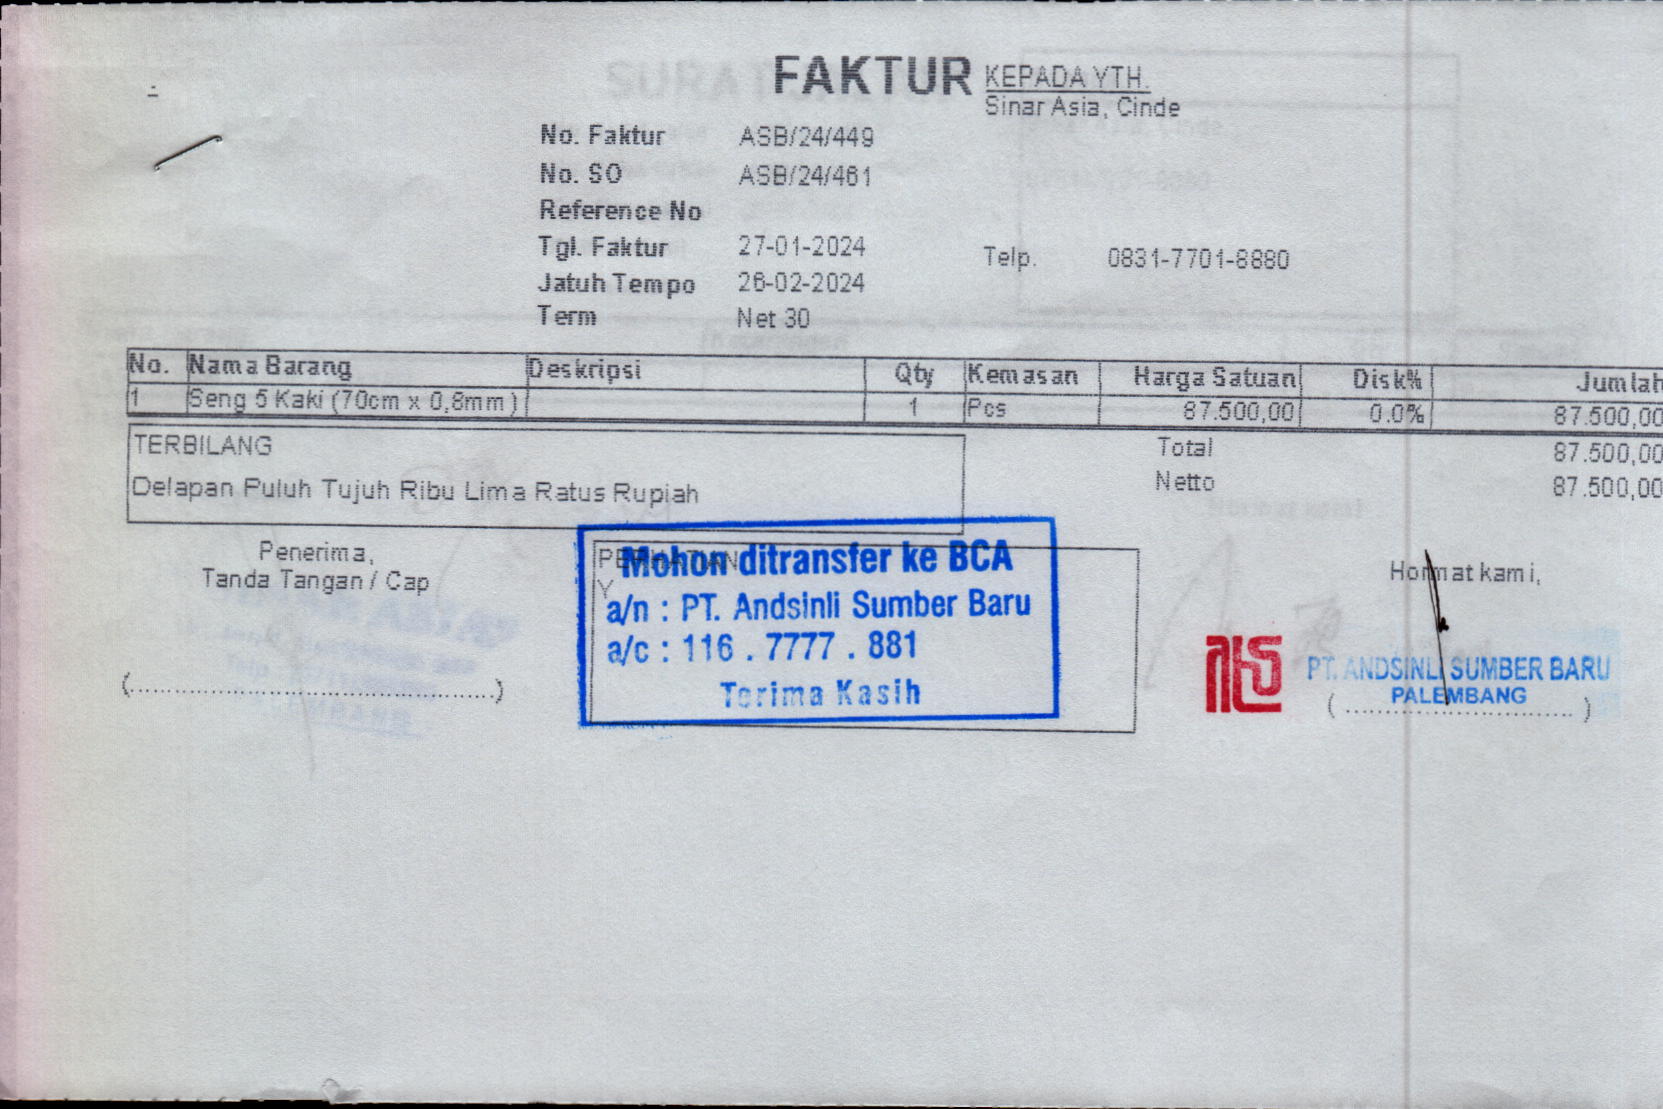 FAKTUR
KEPADA YTH.
Sinar Asia, Cinde
No. Faktur ASB/24/449
No. SO ASB/24/461
Reference No
Tgl. Faktur 27-01-2024
Telp. 0831-7701-8880
Jatuh Tempo 26-02-2024
Term Net 30
No. Nama Barang Deskripsi Qty Kemasan Harga Satuan Disk% Jumlah
1 Seng 5 Kaki (70cm x 0,8mm) 1 Pcs 87.500,00 0.0% 87.500,00
TERBILANG
Delapan Puluh Tujuh Ribu Lima Ratus Rupiah
Total 87.500,00
Netto 87.500,00
Penerima,
Tanda Tangan / Cap
(..................................................)
PERHATIAN
Y
Mohon ditransfer ke BCA
a/n : PT. Andsinli Sumber Baru
a/c : 116 . 7777 . 881
Terima Kasih
Hormat kami,
PT. ANDSINLI SUMBER BARU
PALEMBANG
( ................................ )